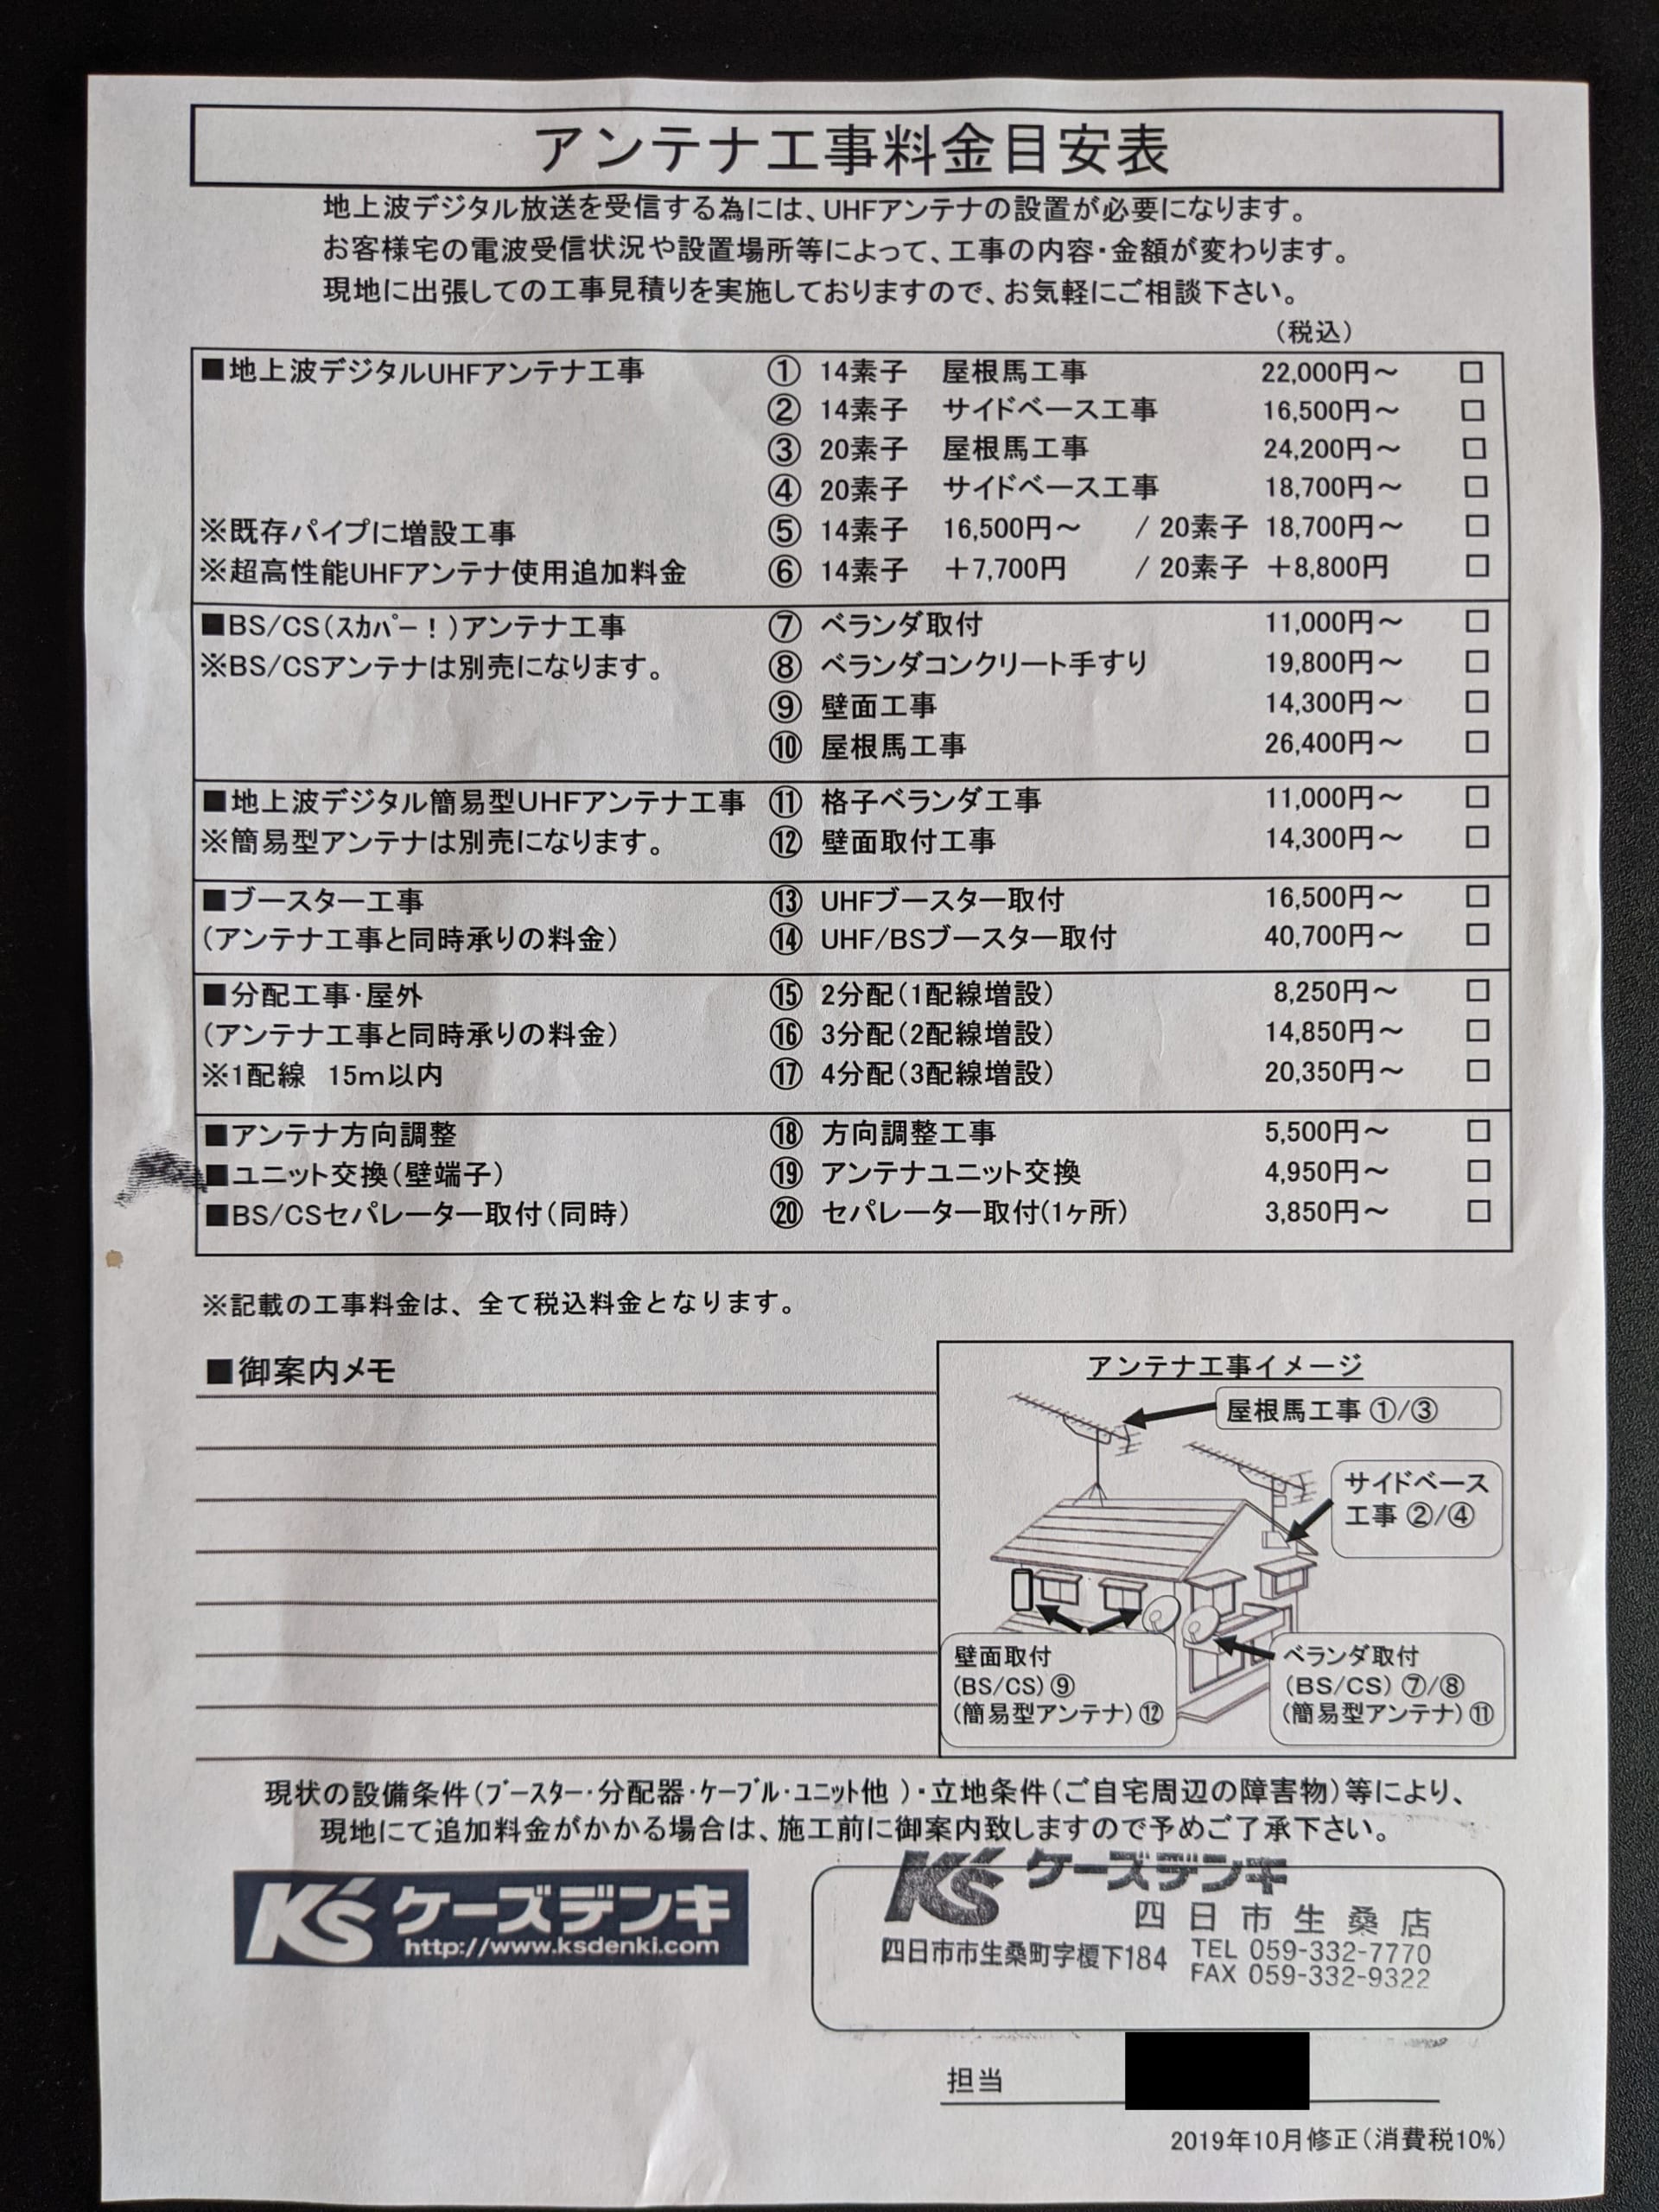 アンテナ工事料金目安表
地上波デジタル放送を受信する為には、UHFアンテナの設置が必要になります。
お客様宅の電波受信状況や設置場所等によって、工事の内容・金額が変わります。
現地に出張しての工事見積りを実施しておりますので、お気軽にご相談下さい。
(税込)
■地上波デジタルUHFアンテナ工事 ① 14素子 屋根馬工事 22,000円～ □
② 14素子 サイドベース工事 16,500円～ □
③ 20素子 屋根馬工事 24,200円～ □
④ 20素子 サイドベース工事 18,700円～ □
※既存パイプに増設工事 ⑤ 14素子 16,500円～ / 20素子 18,700円～ □
※超高性能UHFアンテナ使用追加料金 ⑥ 14素子 ＋7,700円 / 20素子 ＋8,800円 □
■BS/CS(ｽｶﾊﾟｰ！)アンテナ工事 ⑦ ベランダ取付 11,000円～ □
※BS/CSアンテナは別売になります。 ⑧ ベランダコンクリート手すり 19,800円～ □
⑨ 壁面工事 14,300円～ □
⑩ 屋根馬工事 26,400円～ □
■地上波デジタル簡易型UHFアンテナ工事 ⑪ 格子ベランダ工事 11,000円～ □
※簡易型アンテナは別売になります。 ⑫ 壁面取付工事 14,300円～ □
■ブースター工事 ⑬ UHFブースター取付 16,500円～ □
(アンテナ工事と同時承りの料金) ⑭ UHF/BSブースター取付 40,700円～ □
■分配工事・屋外 ⑮ 2分配(1配線増設) 8,250円～ □
(アンテナ工事と同時承りの料金) ⑯ 3分配(2配線増設) 14,850円～ □
※1配線 15m以内 ⑰ 4分配(3配線増設) 20,350円～ □
■アンテナ方向調整 ⑱ 方向調整工事 5,500円～ □
■ユニット交換(壁端子) ⑲ アンテナユニット交換 4,950円～ □
■BS/CSセパレーター取付(同時) ⑳ セパレーター取付(1ヶ所) 3,850円～ □
※記載の工事料金は、全て税込料金となります。
■御案内メモ
アンテナ工事イメージ
屋根馬工事 ①/③
サイドベース
工事 ②/④
壁面取付
(BS/CS)⑨
(簡易型アンテナ)⑫
ベランダ取付
(BS/CS) ⑦/⑧
(簡易型アンテナ)⑪
現状の設備条件(ﾌﾞｰｽﾀｰ・分配器・ｹｰﾌﾞﾙ・ﾕﾆｯﾄ他 )・立地条件(ご自宅周辺の障害物)等により、
現地にて追加料金がかかる場合は、施工前に御案内致しますので予めご了承下さい。
K's ケーズデンキ
http://www.ksdenki.com
K's ケーズデンキ
四日市生桑店
四日市市生桑町字榎下184 TEL 059-332-7770
FAX 059-332-9322
担当
2019年10月修正(消費税10%)